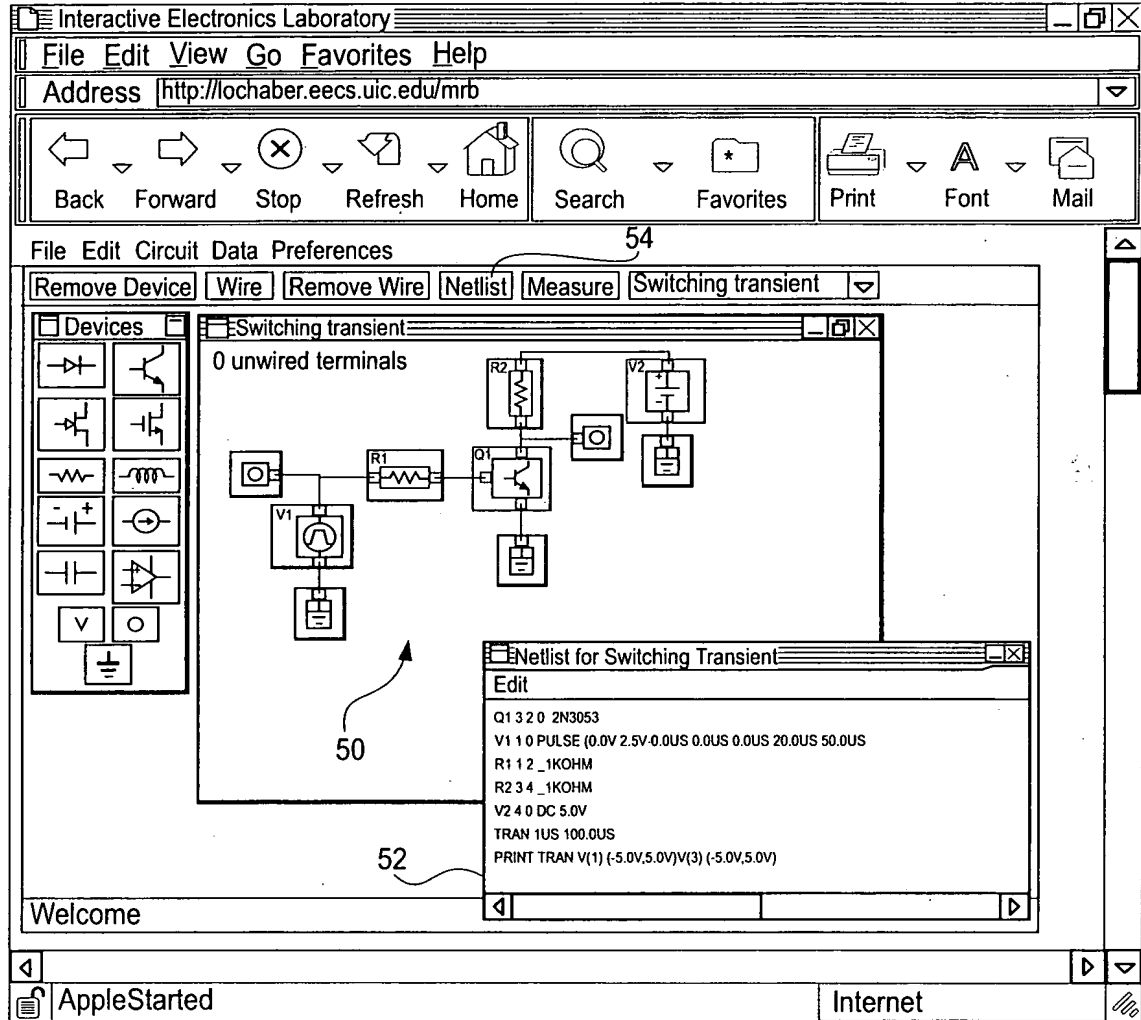 Interactive Electronics Laboratory
File Edit View Go Favorites Help
Address http://lochaber.eecs.uic.edu/mrb
Back Forward Stop Refresh Home Search Favorites Print Font Mail
File Edit Circuit Data Preferences
54
Remove Device Wire Remove Wire Netlist Measure Switching transient
Devices
Switching transient
0 unwired terminals
R2
V2
R1
Q1
V1
V
O
50
Netlist for Switching Transient
Edit
Q1 3 2 0 2N3053
V1 1 0 PULSE (0.0V 2.5V-0.0US 0.0US 0.0US 20.0US 50.0US
R1 1 2 _1KOHM
R2 3 4 _1KOHM
V2 4 0 DC 5.0V
TRAN 1US 100.0US
PRINT TRAN V(1) (-5.0V,5.0V)V(3) (-5.0V,5.0V)
52
Welcome
AppleStarted
Internet